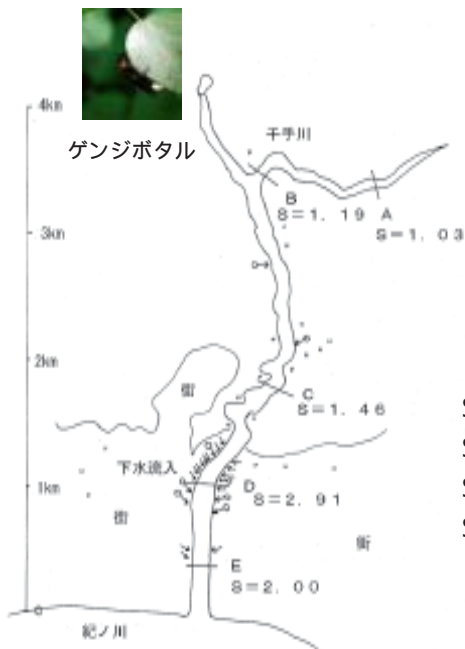 ゲンジボタル
4km
千手川
B
S=1.19
A
S=1.03
3km
2km
街
C
S=1.46
下水流入
1km
D
S=2.91
街
街
E
S=2.00
0
紀ノ川
S
S
S
S